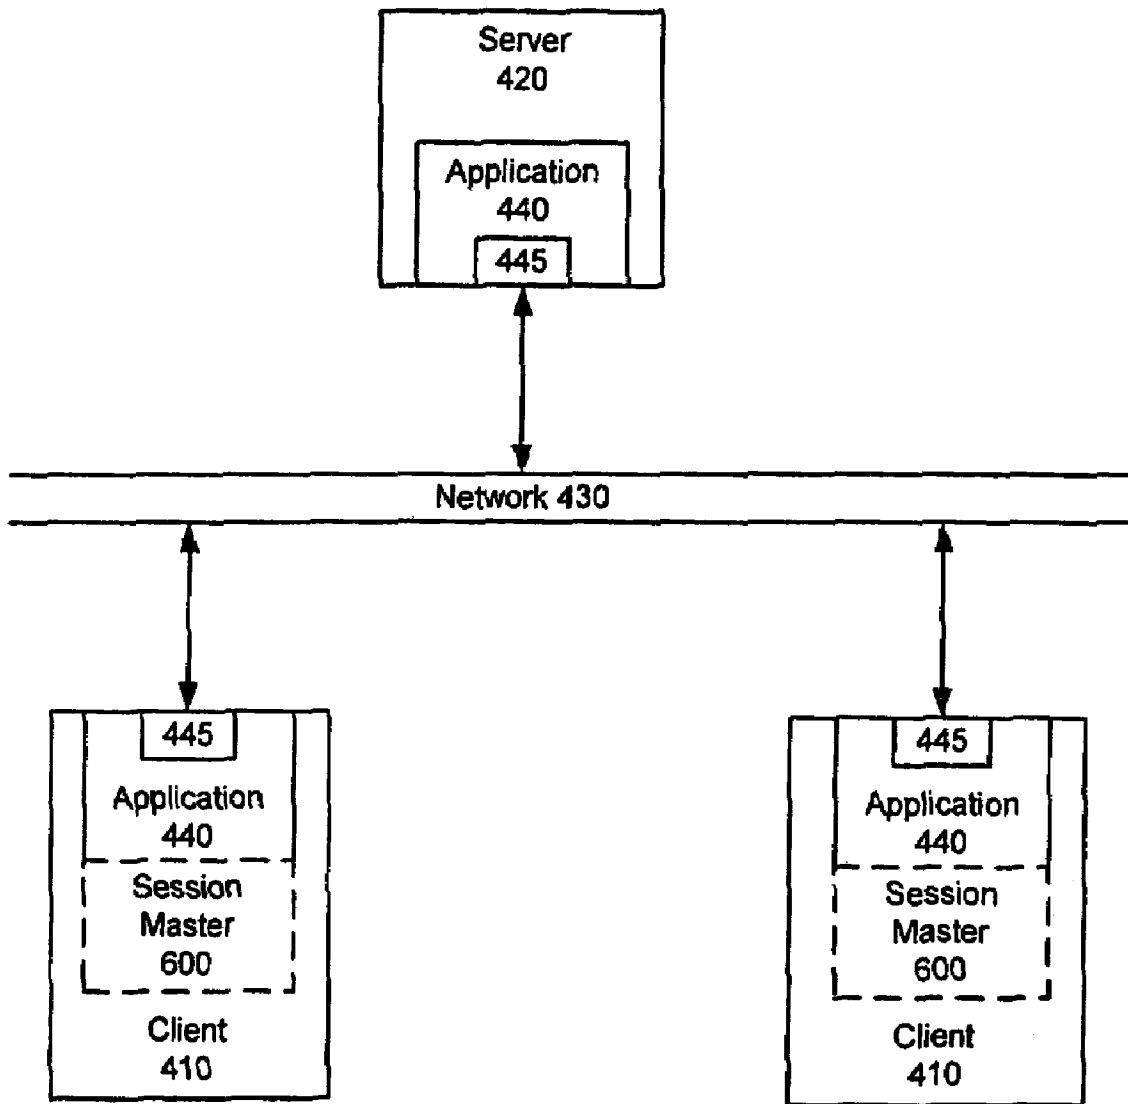 Server
420
Application
440
445
Network 430
445
Application
440
Session
Master
600
Client
410
445
Application
440
Session
Master
600
Client
410